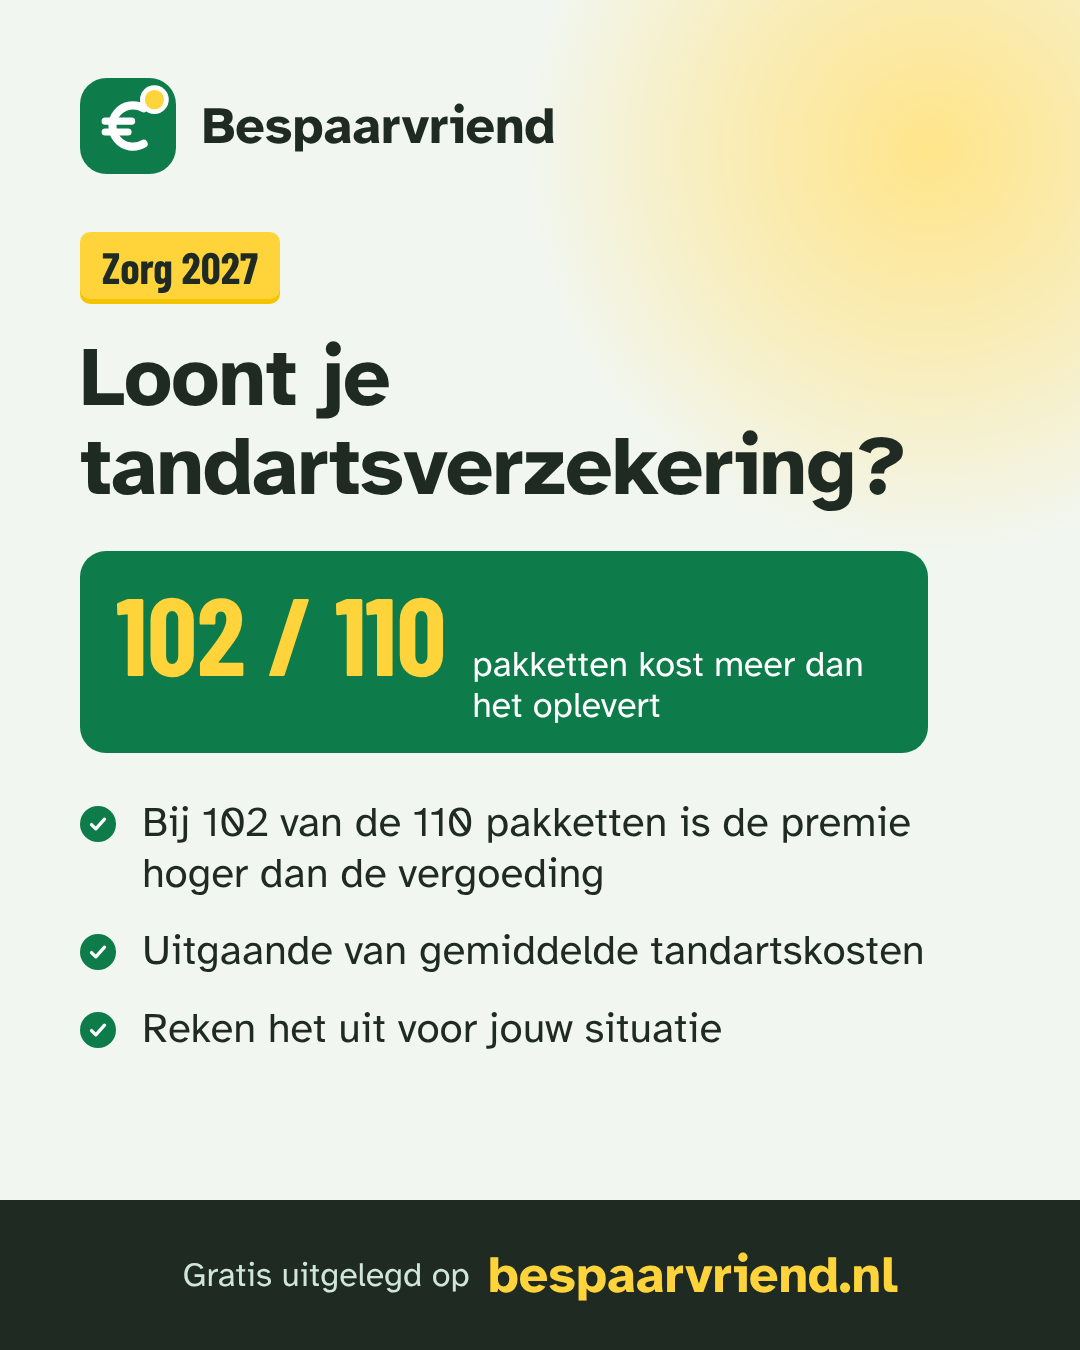 Bespaarvriend
Zorg 2027
Loont je
tandartsverzekering?
102 / 110
pakketten kost meer dan
het oplevert
Bij 102 van de 110 pakketten is de premie
hoger dan de vergoeding
Uitgaande van gemiddelde tandartskosten
Reken het uit voor jouw situatie
Gratis uitgelegd op bespaarvriend.nl